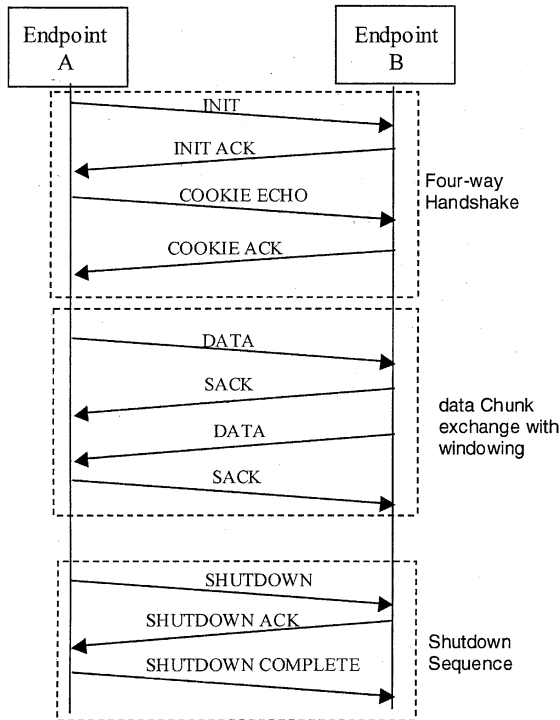 Endpoint
A
Endpoint
B
INIT
INIT ACK
COOKIE ECHO
COOKIE ACK
Four-way
Handshake
DATA
SACK
DATA
SACK
data Chunk
exchange with
windowing
SHUTDOWN
SHUTDOWN ACK
SHUTDOWN COMPLETE
Shutdown
Sequence